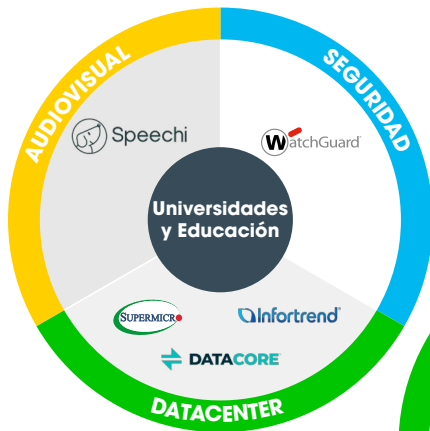 AUDIOVISUAL
SEGURIDAD
Speechi
WatchGuard
Universidades
y Educación
SUPERMICRO
Infortrend
DATACORE
DATACENTER